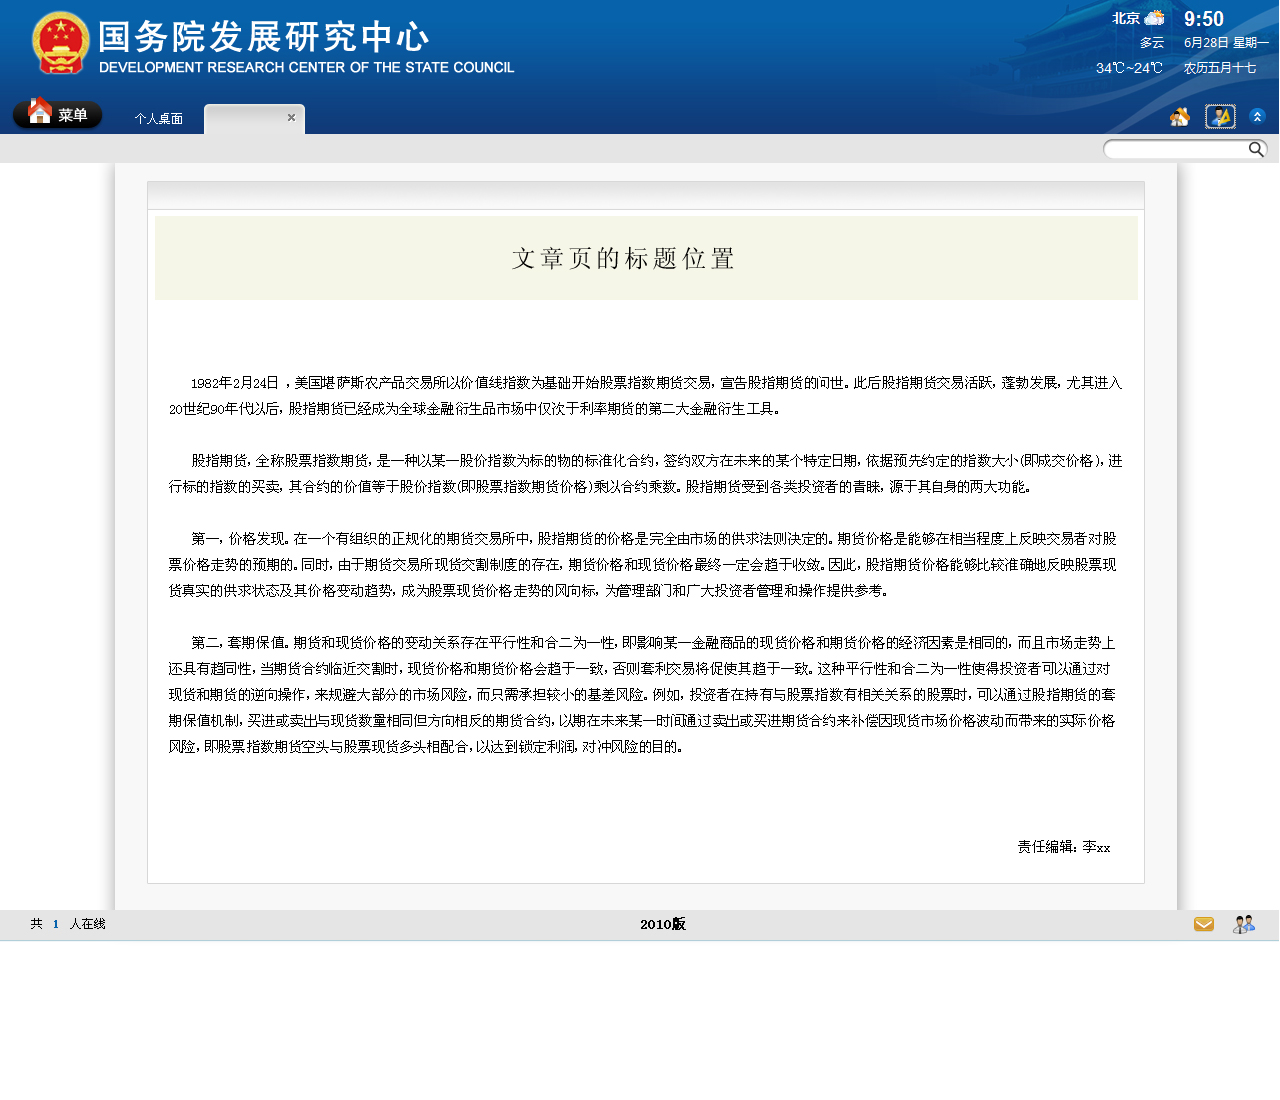 国务院发展研究中心
DEVELOPMENT RESEARCH CENTER OF THE STATE COUNCIL
北京 9:50
多云 6月28日 星期一
34℃~24℃ 农历五月十七
菜单 个人桌面
文章页的标题位置
1982年2月24日 ，美国堪萨斯农产品交易所以价值线指数为基础开始股票指数期货交易，宣告股指期货的问世。此后股指期货交易活跃，蓬勃发展，尤其进入
20世纪90年代以后，股指期货已经成为全球金融衍生品市场中仅次于利率期货的第二大金融衍生工具。
股指期货，全称股票指数期货，是一种以某一股价指数为标的物的标准化合约，签约双方在未来的某个特定日期，依据预先约定的指数大小(即成交价格)，进
行标的指数的买卖，其合约的价值等于股价指数(即股票指数期货价格)乘以合约乘数。股指期货受到各类投资者的青睐，源于其自身的两大功能。
第一，价格发现。在一个有组织的正规化的期货交易所中，股指期货的价格是完全由市场的供求法则决定的。期货价格是能够在相当程度上反映交易者对股
票价格走势的预期的。同时，由于期货交易所现货交割制度的存在，期货价格和现货价格最终一定会趋于收敛。因此，股指期货价格能够比较准确地反映股票现
货真实的供求状态及其价格变动趋势，成为股票现货价格走势的风向标，为管理部门和广大投资者管理和操作提供参考。
第二，套期保值。期货和现货价格的变动关系存在平行性和合二为一性，即影响某一金融商品的现货价格和期货价格的经济因素是相同的，而且市场走势上
还具有趋同性，当期货合约临近交割时，现货价格和期货价格会趋于一致，否则套利交易将促使其趋于一致。这种平行性和合二为一性使得投资者可以通过对
现货和期货的逆向操作，来规避大部分的市场风险，而只需承担较小的基差风险。例如，投资者在持有与股票指数有相关关系的股票时，可以通过股指期货的套
期保值机制，买进或卖出与现货数量相同但方向相反的期货合约，以期在未来某一时间通过卖出或买进期货合约来补偿因现货市场价格波动而带来的实际价格
风险，即股票指数期货空头与股票现货多头相配合，以达到锁定利润，对冲风险的目的。
责任编辑：李xx
共 1 人在线 2010版